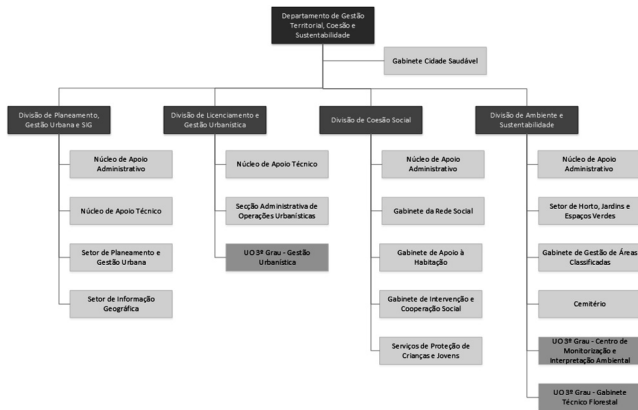 Departamento de Gestão
Territorial, Coesão e
Sustentabilidade
Gabinete Cidade Saudável
Divisão de Planeamento,
Gestão Urbana e SIG
Núcleo de Apoio
Administrativo
Núcleo de Apoio Técnico
Setor de Planeamento e
Gestão Urbana
Setor de Informação
Geográfica
Divisão de Licenciamento e
Gestão Urbanística
Núcleo de Apoio Técnico
Secção Administrativa de
Operações Urbanísticas
UO 3º Grau - Gestão
Urbanística
Divisão de Coesão Social
Núcleo de Apoio
Administrativo
Gabinete da Rede Social
Gabinete de Apoio à
Habitação
Gabinete de Intervenção e
Cooperação Social
Serviços de Proteção de
Crianças e Jovens
Divisão de Ambiente e
Sustentabilidade
Núcleo de Apoio
Administrativo
Setor de Horto, Jardins e
Espaços Verdes
Gabinete de Gestão de Áreas
Classificadas
Cemitério
UO 3º Grau - Centro de
Monitorização e
Interpretação Ambiental
UO 3º Grau - Gabinete
Técnico Florestal